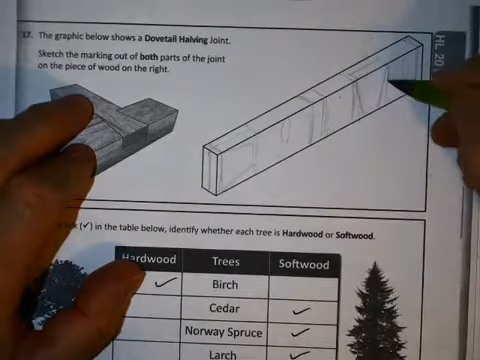 17. The graphic below shows a Dovetail Halving Joint.
Sketch the marking out of both parts of the joint
on the piece of wood on the right.
HL 20
(✓) in the table below, identify whether each tree is Hardwood or Softwood.
Hardwood Trees Softwood
✓ Birch
Cedar ✓
Norway Spruce ✓
Larch ✓